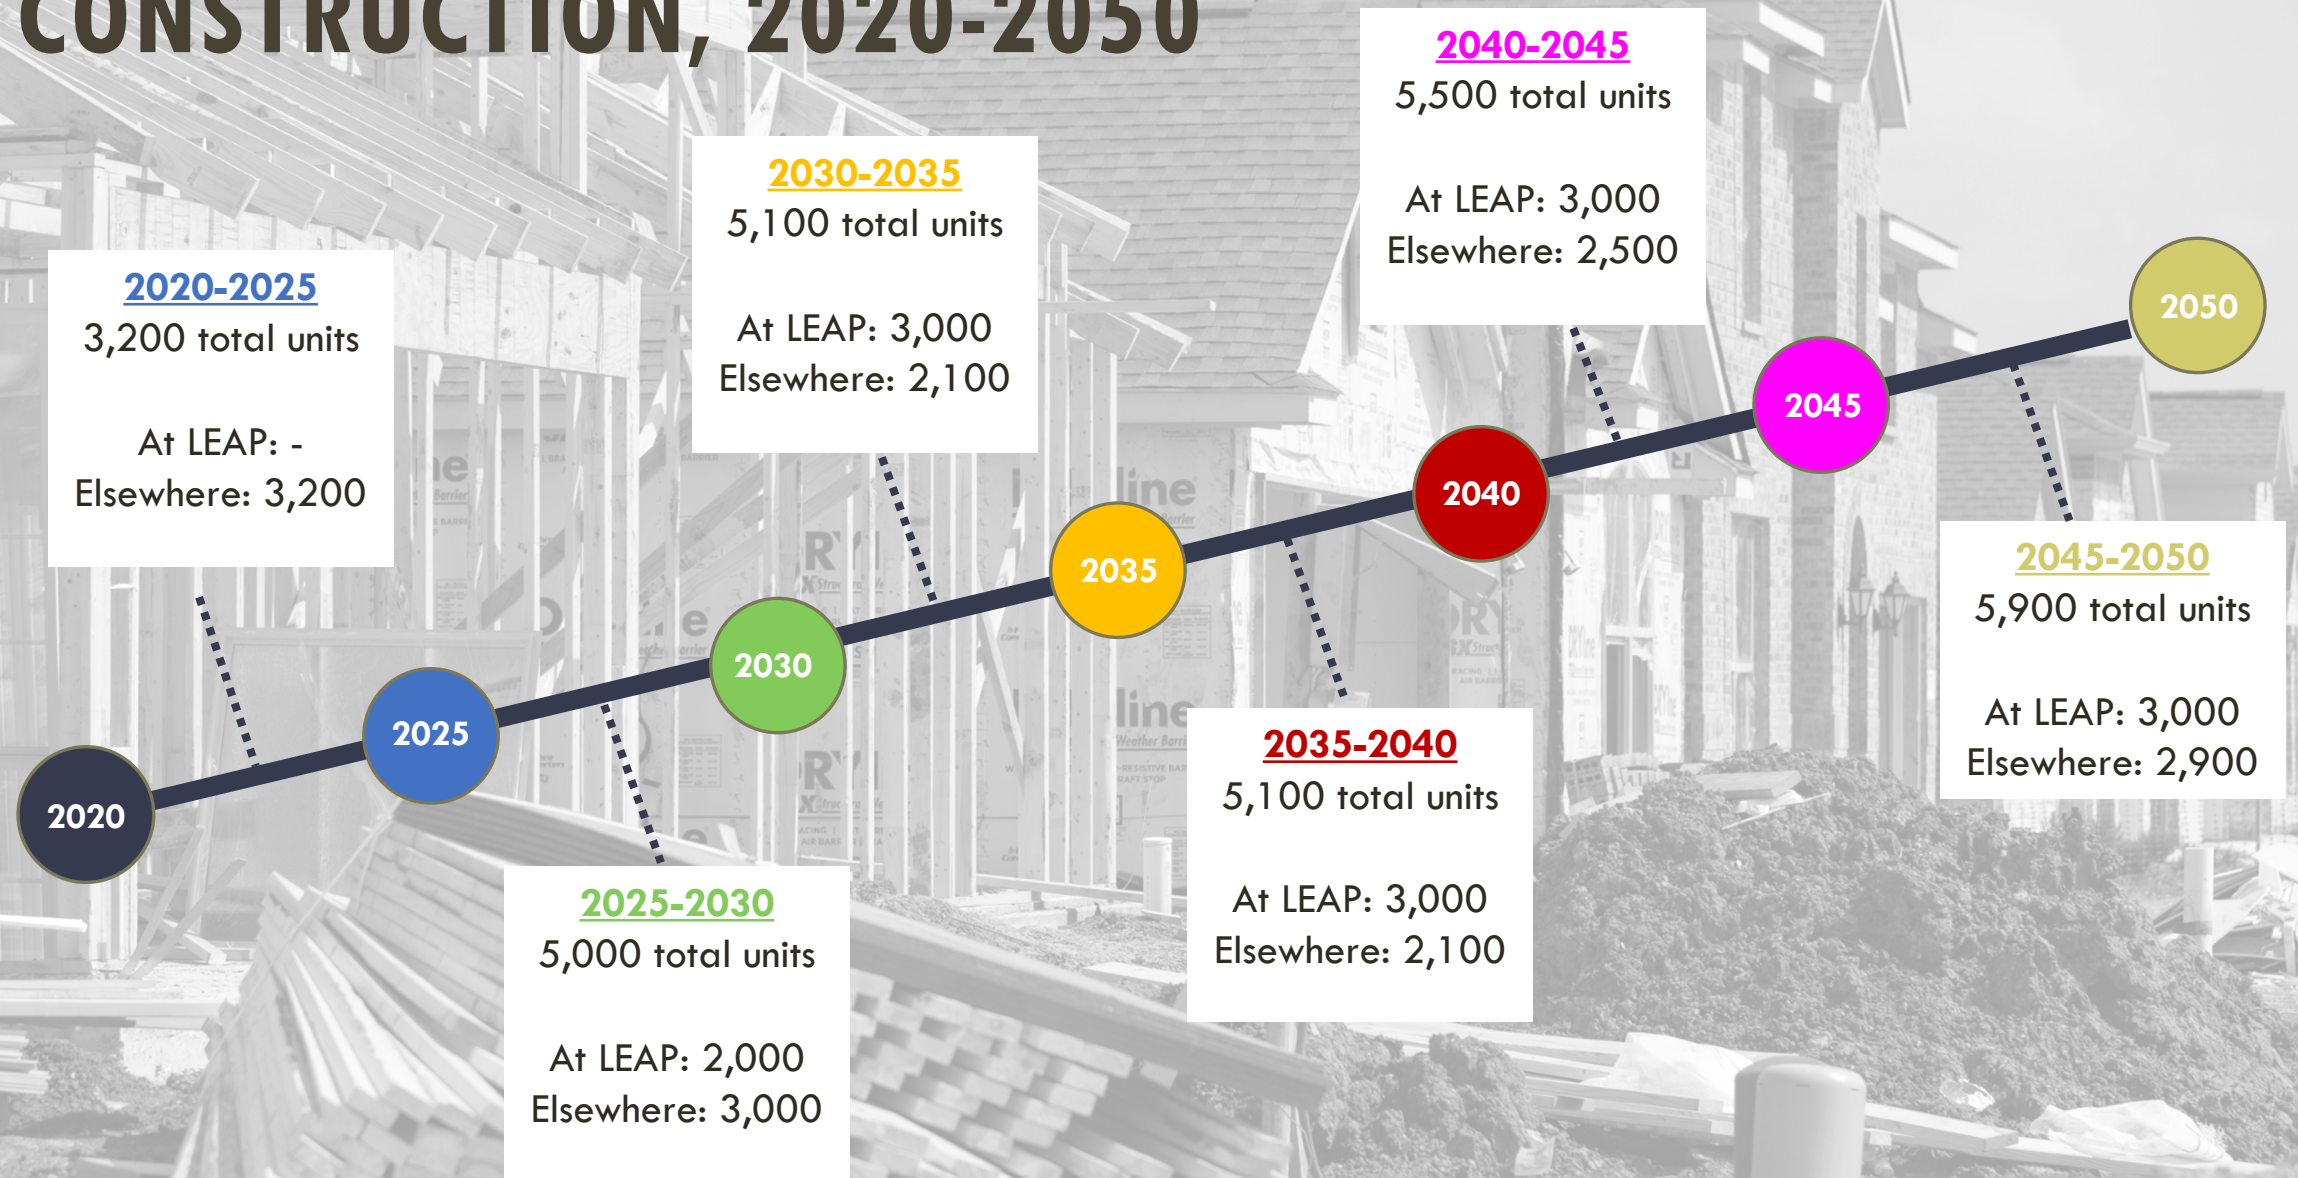 CONSTRUCTION, 2020-2050
2020-2025
3,200 total units
At LEAP: -
Elsewhere: 3,200
2025-2030
5,000 total units
At LEAP: 2,000
Elsewhere: 3,000
2030-2035
5,100 total units
At LEAP: 3,000
Elsewhere: 2,100
2035-2040
5,100 total units
At LEAP: 3,000
Elsewhere: 2,100
2040-2045
5,500 total units
At LEAP: 3,000
Elsewhere: 2,500
2045-2050
5,900 total units
At LEAP: 3,000
Elsewhere: 2,900
2020
2025
2030
2035
2040
2045
2050